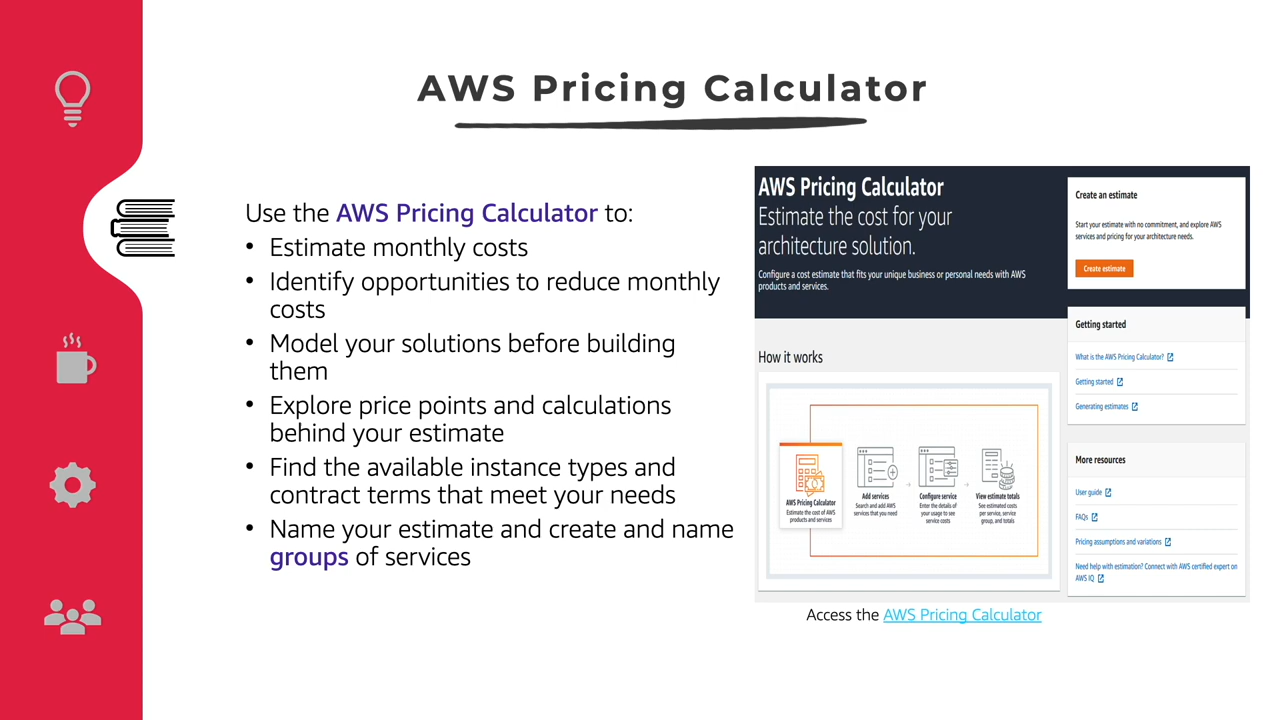 AWS Pricing Calculator
Use the AWS Pricing Calculator to:
• Estimate monthly costs
• Identify opportunities to reduce monthly
costs
• Model your solutions before building
them
• Explore price points and calculations
behind your estimate
• Find the available instance types and
contract terms that meet your needs
• Name your estimate and create and name
groups of services
AWS Pricing Calculator
Estimate the cost for your
architecture solution.
Configure a cost estimate that fits your unique business or personal needs with AWS
products and services.
Create an estimate
Start your estimate with no commitment, and explore AWS
services and pricing for your architecture needs.
Create estimate
Getting started
What is the AWS Pricing Calculator?
Getting started
Generating estimates
How it works
AWS Pricing Calculator
Estimate the cost of AWS
products and services
Add services
Search and add AWS
services that you need
Configure service
Enter the details of
your usage to see
service costs
View estimate totals
See estimated costs
per service, service
group, and totals
More resources
User guide
FAQs
Pricing assumptions and variations
Need help with estimation? Connect with AWS certified expert on
AWS IQ
Access the AWS Pricing Calculator